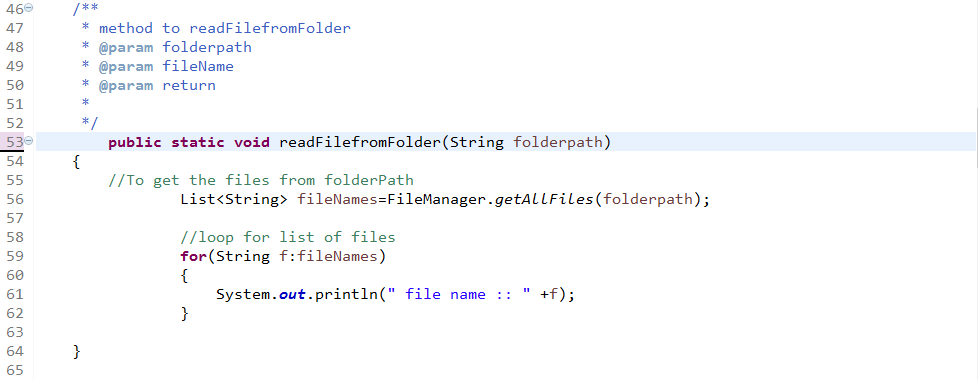 46 /**
47 * method to readFilefromFolder
48 * @param folderpath
49 * @param fileName
50 * @param return
51 *
52 */
53 public static void readFilefromFolder(String folderpath)
54 {
55 //To get the files from folderPath
56 List<String> fileNames=FileManager.getAllFiles(folderpath);
57
58 //loop for list of files
59 for(String f:fileNames)
60 {
61 System.out.println(" file name :: " +f);
62 }
63
64 }
65